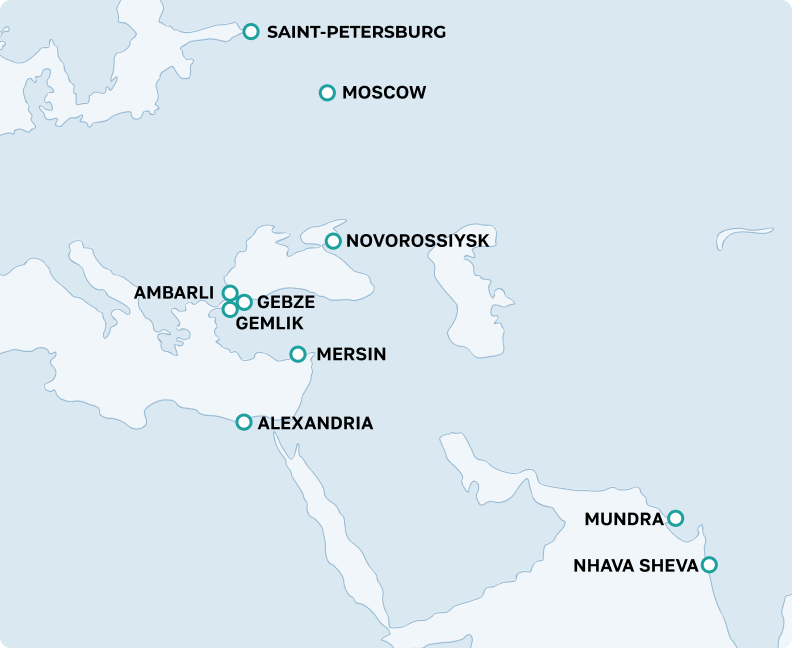 SAINT-PETERSBURG
MOSCOW
NOVOROSSIYSK
AMBARLI
GEBZE
GEMLIK
MERSIN
ALEXANDRIA
MUNDRA
NHAVA SHEVA